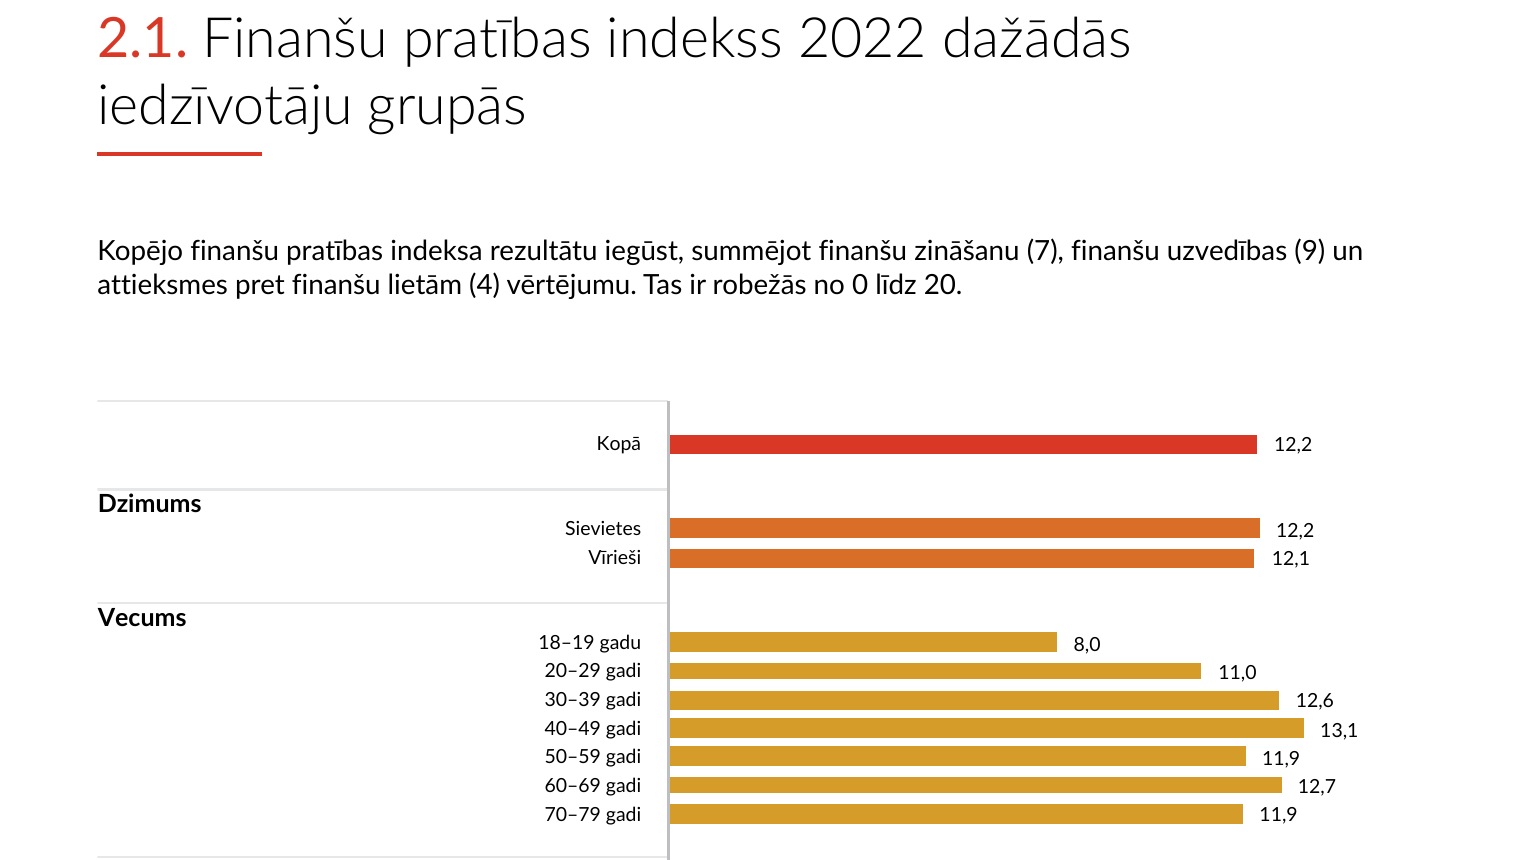 2.1. Finanšu pratības indekss 2022 dažādās
iedzīvotāju grupās
Kopējo finanšu pratības indeksa rezultātu iegūst, summējot finanšu zināšanu (7), finanšu uzvedības (9) un
attieksmes pret finanšu lietām (4) vērtējumu. Tas ir robežās no 0 līdz 20.
Kopā 12,2
Dzimums
Sievietes 12,2
Vīrieši 12,1
Vecums
18–19 gadu 8,0
20–29 gadi 11,0
30–39 gadi 12,6
40–49 gadi 13,1
50–59 gadi 11,9
60–69 gadi 12,7
70–79 gadi 11,9